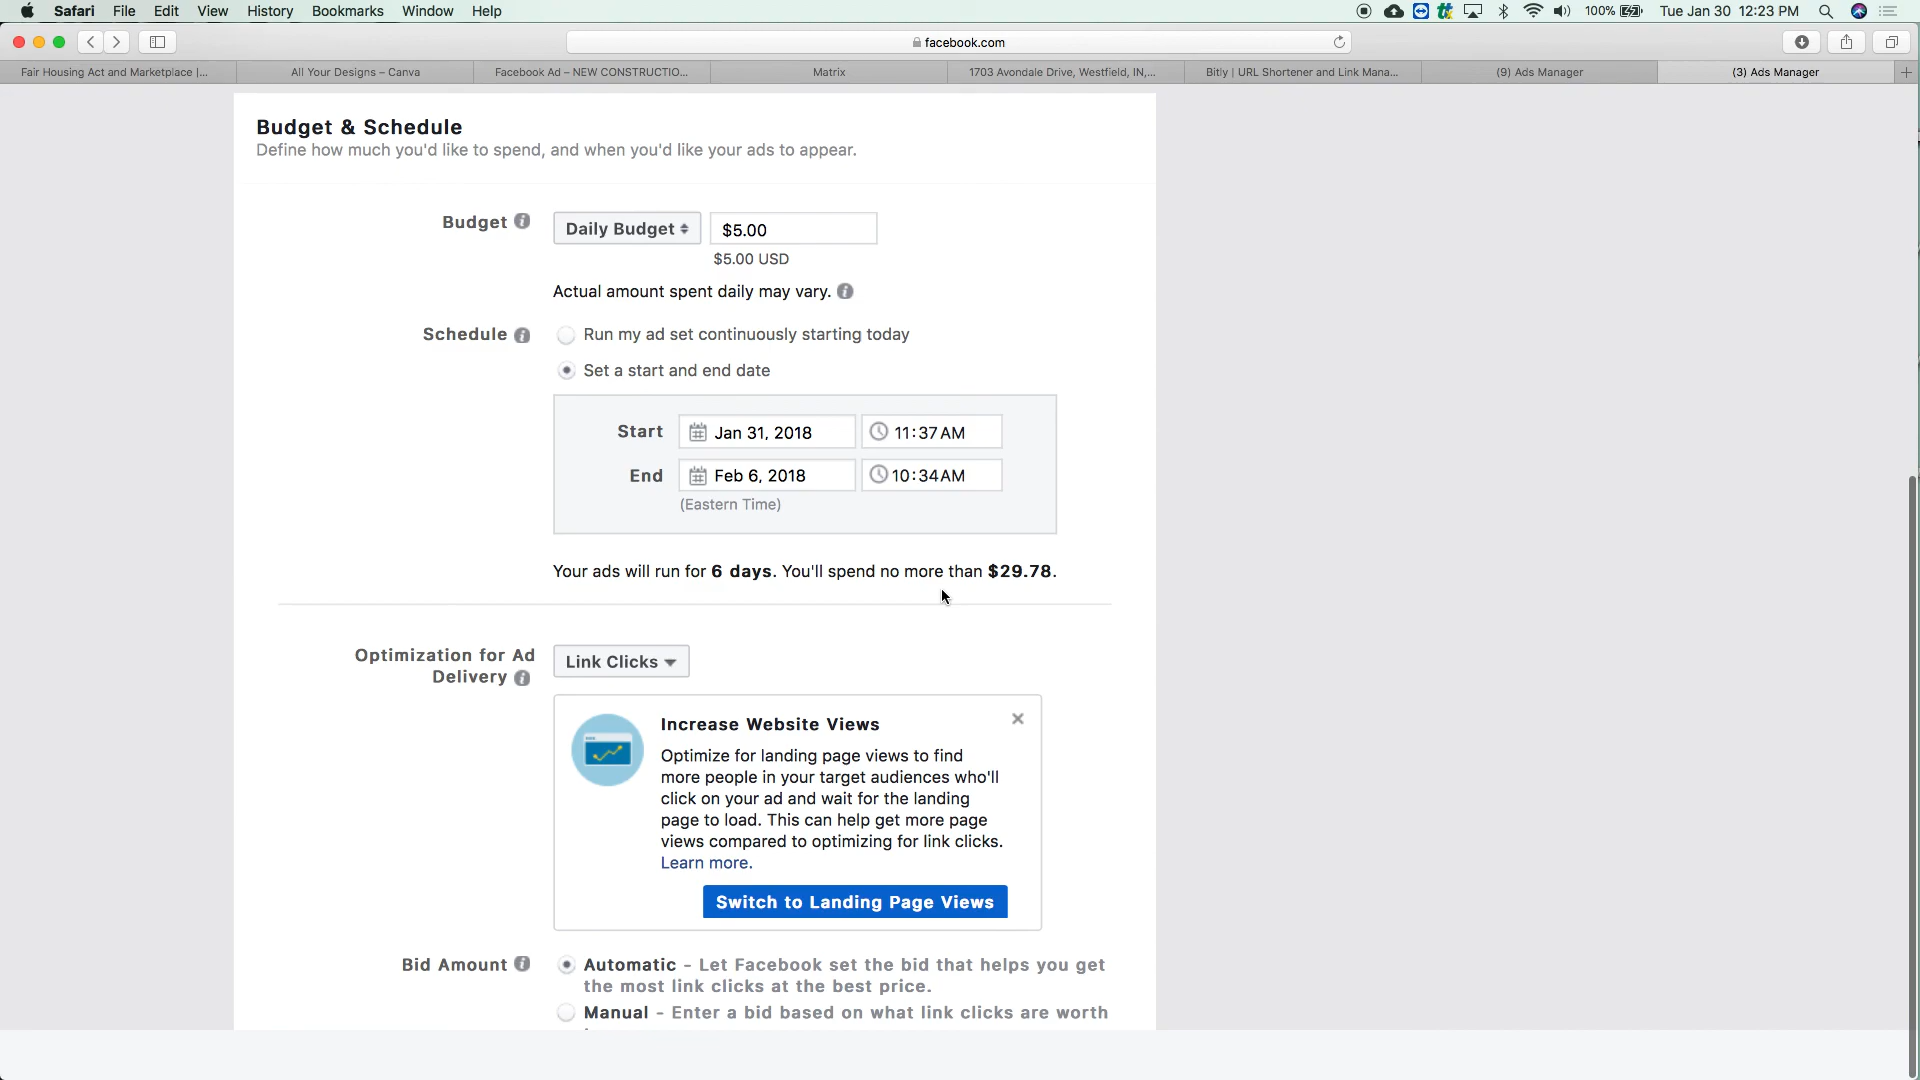 Safari File Edit View History Bookmarks Window Help 100% Tue Jan 30 12:23 PM
facebook.com
Fair Housing Act and Marketplace |... All Your Designs – Canva Facebook Ad – NEW CONSTRUCTIO... Matrix 1703 Avondale Drive, Westfield, IN,... Bitly | URL Shortener and Link Mana... (9) Ads Manager (3) Ads Manager
Budget & Schedule
Define how much you'd like to spend, and when you'd like your ads to appear.
Budget Daily Budget $5.00
$5.00 USD
Actual amount spent daily may vary.
Schedule Run my ad set continuously starting today
Set a start and end date
Start Jan 31, 2018 11:37AM
End Feb 6, 2018 10:34AM
(Eastern Time)
Your ads will run for 6 days. You'll spend no more than $29.78.
Optimization for Ad
Delivery
Link Clicks
Increase Website Views
Optimize for landing page views to find
more people in your target audiences who'll
click on your ad and wait for the landing
page to load. This can help get more page
views compared to optimizing for link clicks.
Learn more.
Switch to Landing Page Views
Bid Amount Automatic – Let Facebook set the bid that helps you get
the most link clicks at the best price.
Manual – Enter a bid based on what link clicks are worth